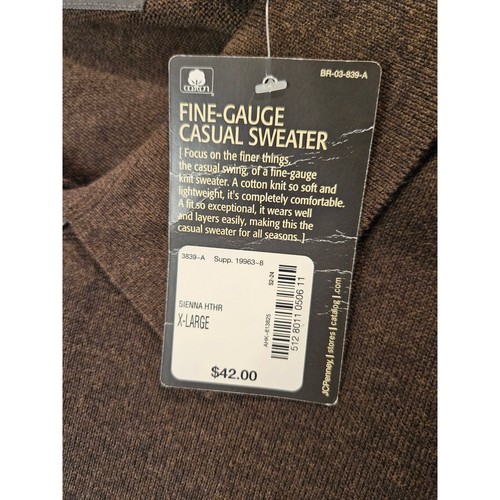 COTTON
BR-03-839-A
FINE-GAUGE
CASUAL SWEATER
[ Focus on the finer things,
the casual swing, of a fine-gauge
knit sweater. A cotton knit so soft and
lightweight, it's completely comfortable.
A fit so exceptional, it wears well
and layers easily, making this the
casual sweater for all seasons. ]
3839-A Supp. 19963-8
SIENNA HTHR
X-LARGE
$42.00
52-24
512 8011 0506 11
JCPenney, | stores | catalog | .com